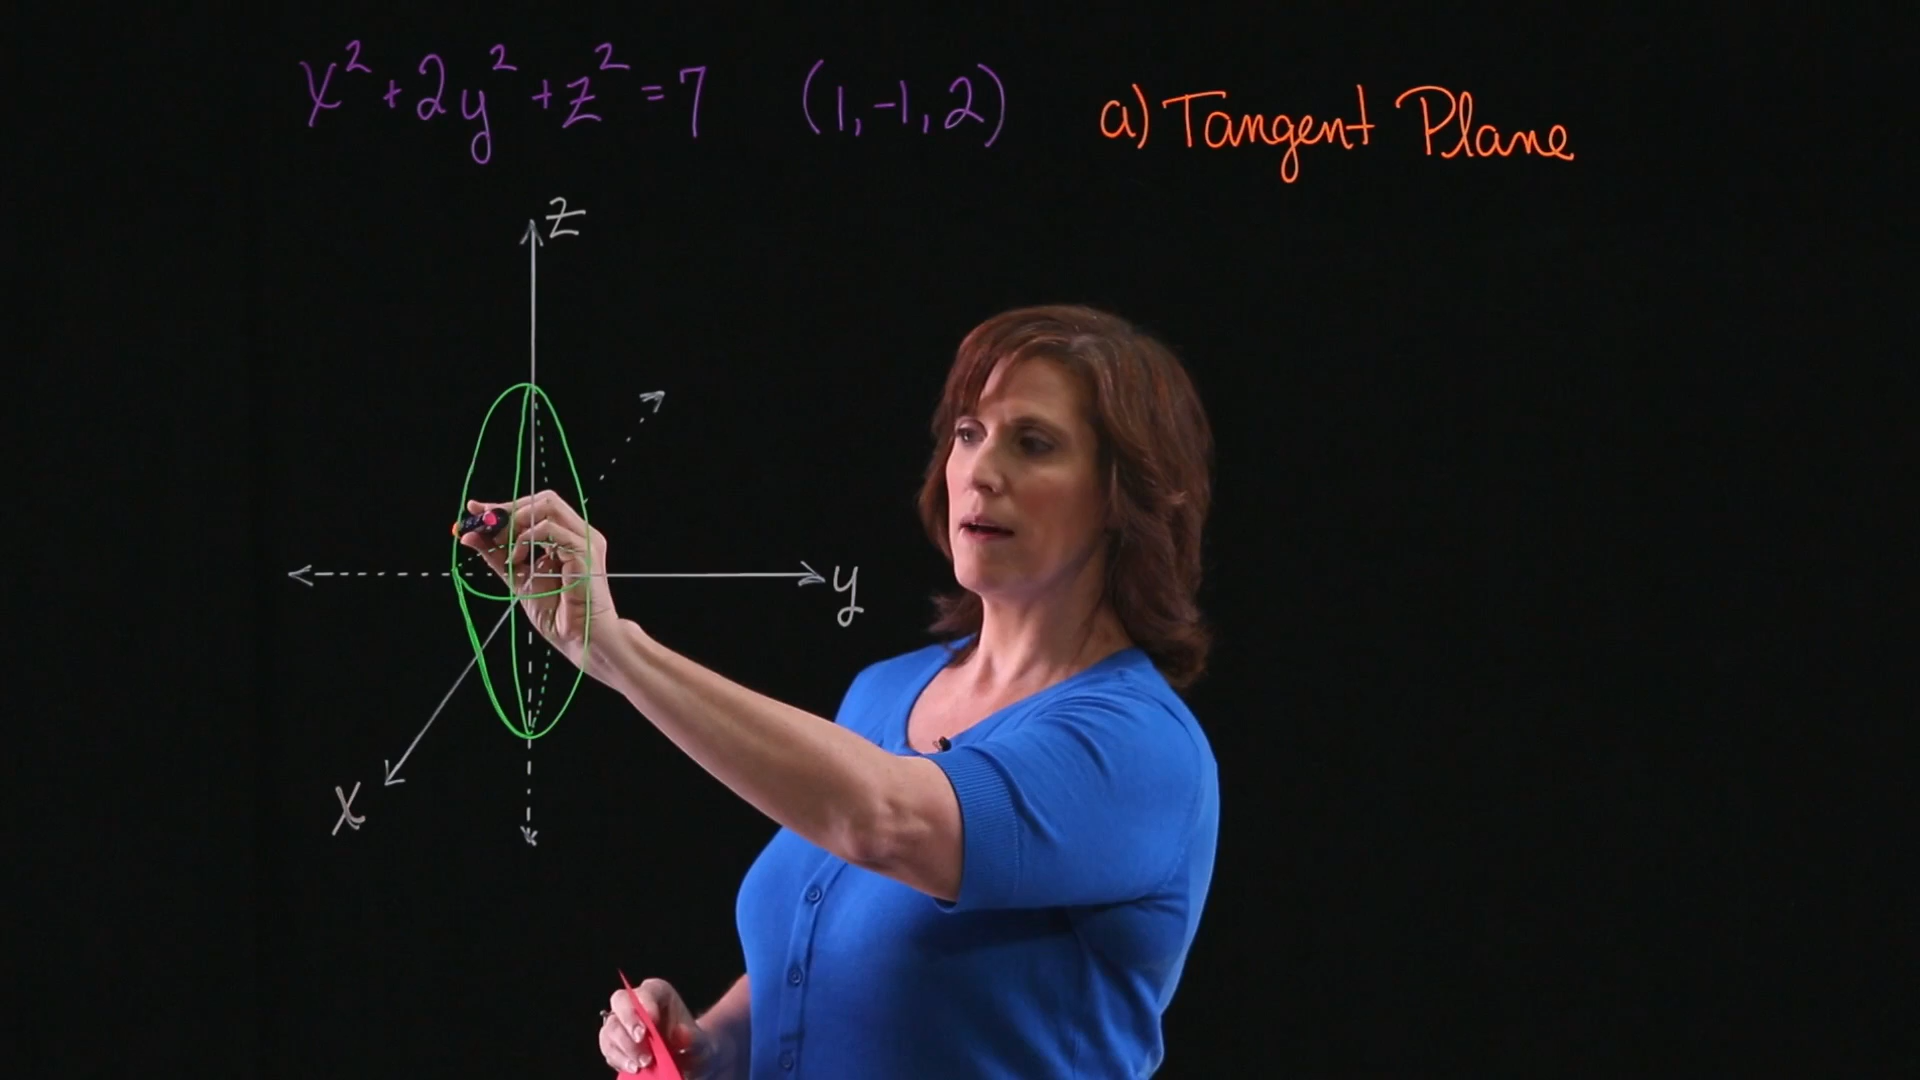 x² + 2y² + z² = 7 (1, -1, 2) a) Tangent Plane
z
y
x